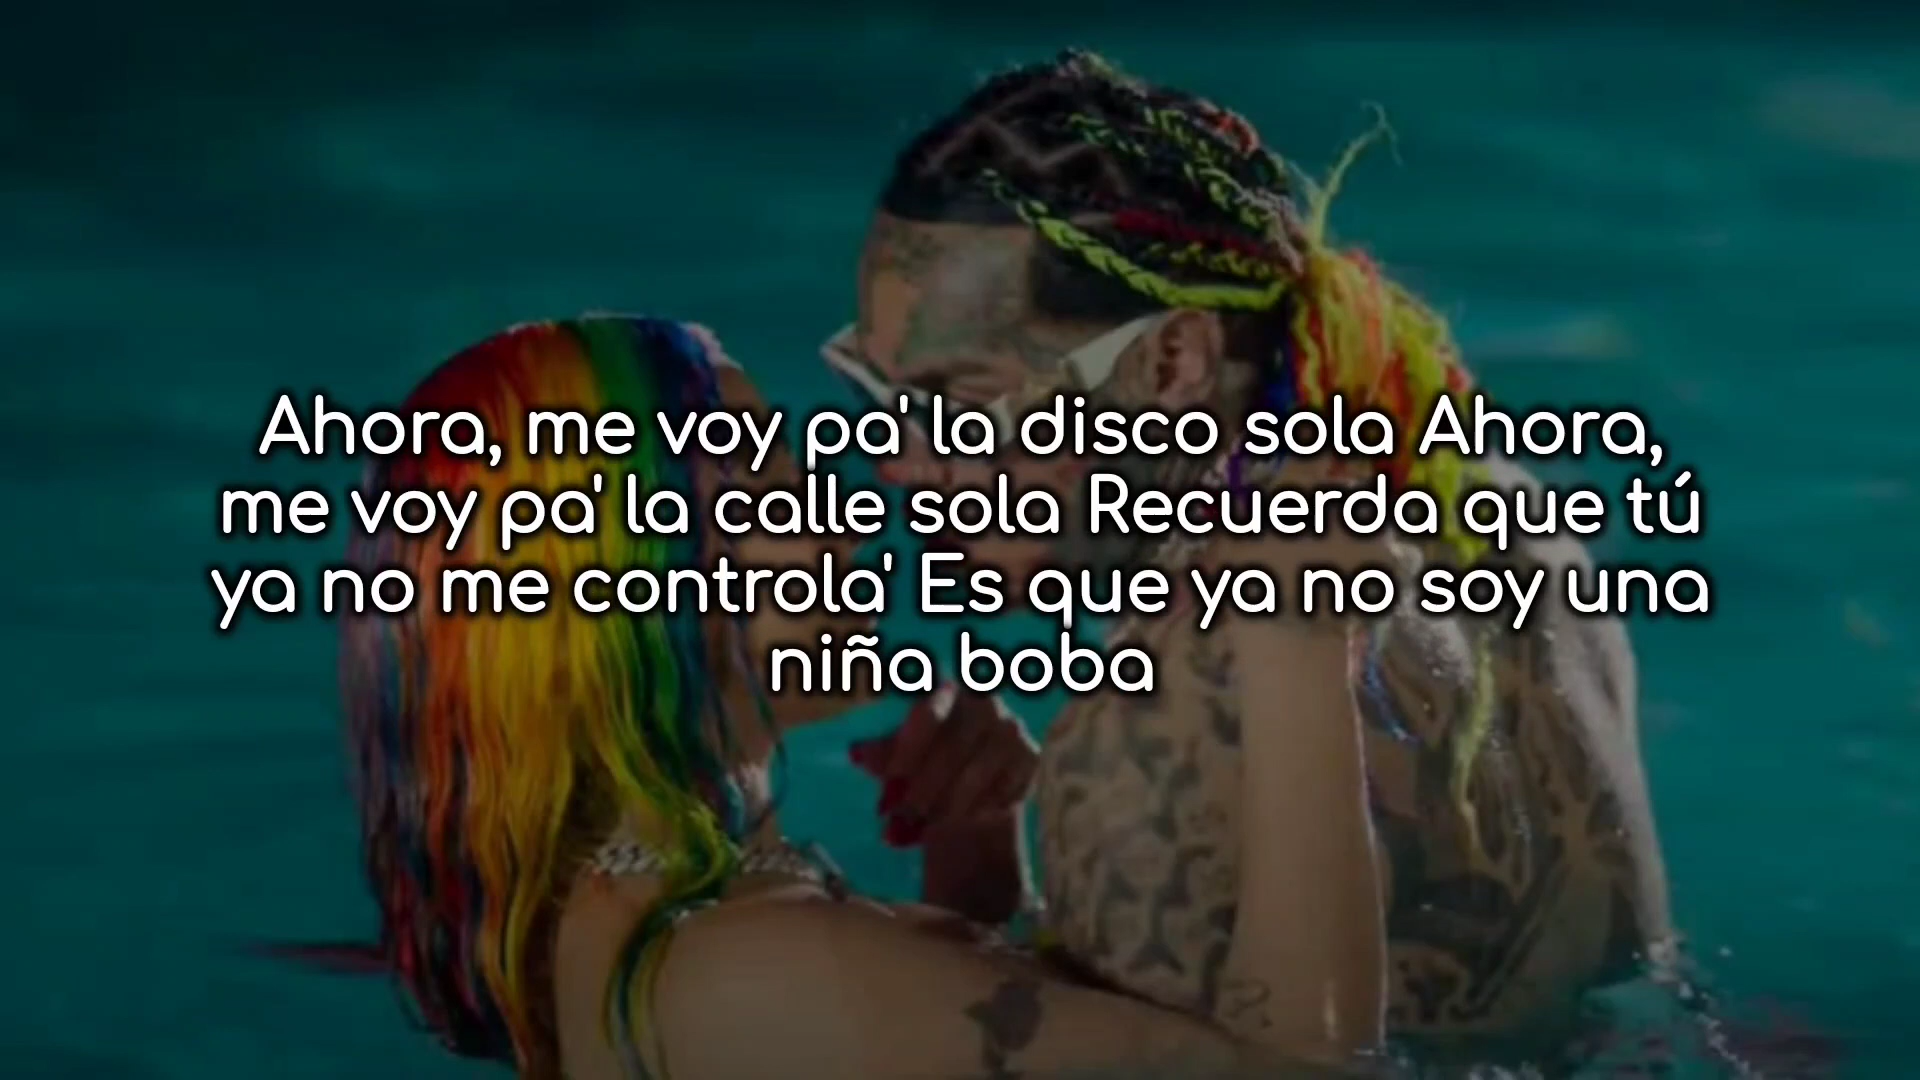 Ahora, me voy pa' la disco sola Ahora,
me voy pa' la calle sola Recuerda que tú
ya no me controla' Es que ya no soy una
niña boba